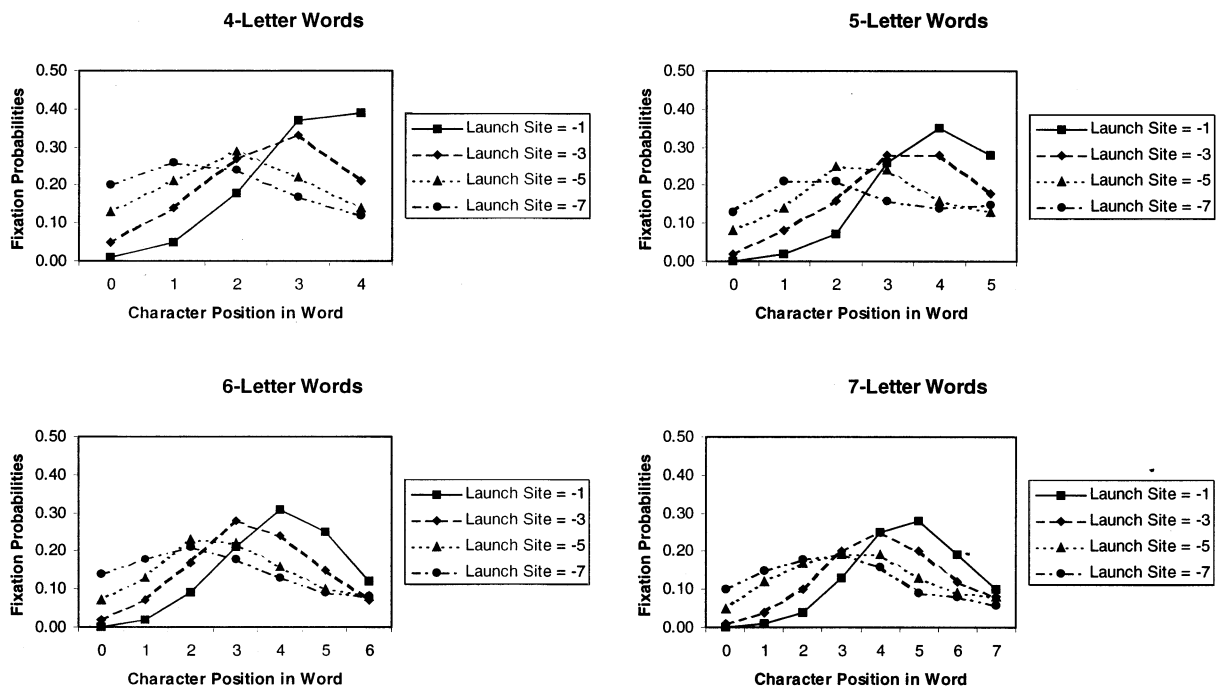 4-Letter Words
0.50
0.40
0.30
0.20
0.10
0.00
Fixation Probabilities
0 1 2 3 4
Character Position in Word
Launch Site = -1
Launch Site = -3
Launch Site = -5
Launch Site = -7
5-Letter Words
0.50
0.40
0.30
0.20
0.10
0.00
Fixation Probabilities
0 1 2 3 4 5
Character Position in Word
Launch Site = -1
Launch Site = -3
Launch Site = -5
Launch Site = -7
6-Letter Words
0.50
0.40
0.30
0.20
0.10
0.00
Fixation Probabilities
0 1 2 3 4 5 6
Character Position in Word
Launch Site = -1
Launch Site = -3
Launch Site = -5
Launch Site = -7
7-Letter Words
0.50
0.40
0.30
0.20
0.10
0.00
Fixation Probabilities
0 1 2 3 4 5 6 7
Character Position in Word
Launch Site = -1
Launch Site = -3
Launch Site = -5
Launch Site = -7